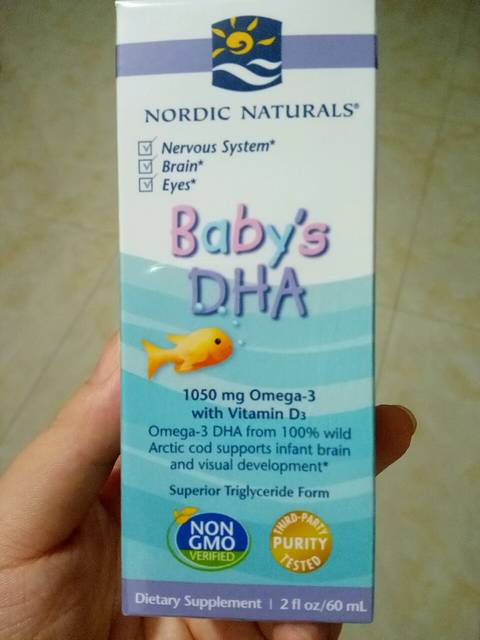 NORDIC NATURALS®
Nervous System*
Brain*
Eyes*
Baby's
DHA
1050 mg Omega-3
with Vitamin D3
Omega-3 DHA from 100% wild
Arctic cod supports infant brain
and visual development*
Superior Triglyceride Form
NON
GMO
VERIFIED
THIRD-PARTY
PURITY
TESTED
Dietary Supplement | 2 fl oz/60 mL